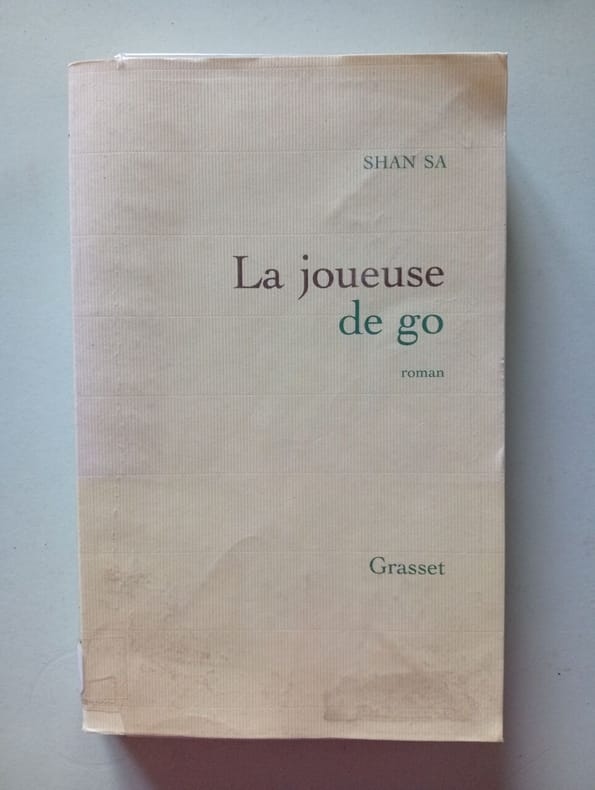 SHAN SA
La joueuse
de go
roman
Grasset